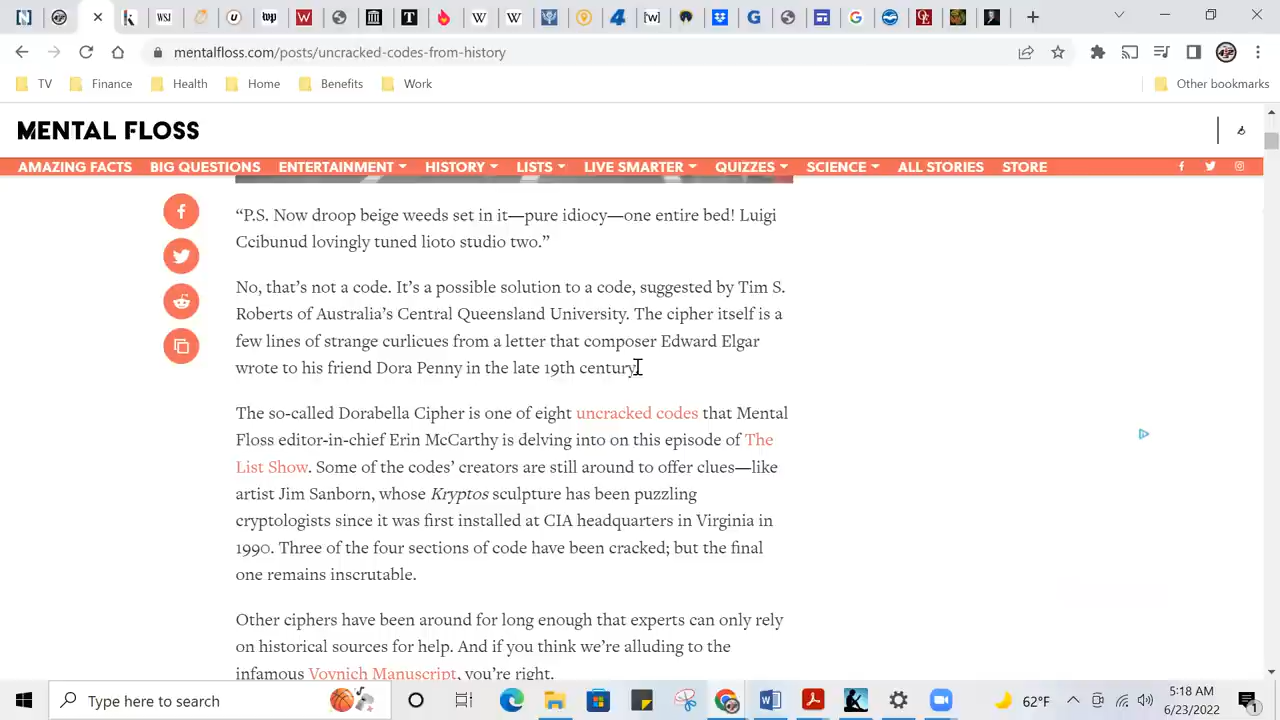 mentalfloss.com/posts/uncracked-codes-from-history
TV Finance Health Home Benefits Work Other bookmarks
MENTAL FLOSS
AMAZING FACTS BIG QUESTIONS ENTERTAINMENT HISTORY LISTS LIVE SMARTER QUIZZES SCIENCE ALL STORIES STORE
“P.S. Now droop beige weeds set in it—pure idiocy—one entire bed! Luigi
Ccibunud lovingly tuned lioto studio two.”
No, that’s not a code. It’s a possible solution to a code, suggested by Tim S.
Roberts of Australia’s Central Queensland University. The cipher itself is a
few lines of strange curlicues from a letter that composer Edward Elgar
wrote to his friend Dora Penny in the late 19th century.
The so-called Dorabella Cipher is one of eight uncracked codes that Mental
Floss editor-in-chief Erin McCarthy is delving into on this episode of The
List Show. Some of the codes’ creators are still around to offer clues—like
artist Jim Sanborn, whose Kryptos sculpture has been puzzling
cryptologists since it was first installed at CIA headquarters in Virginia in
1990. Three of the four sections of code have been cracked; but the final
one remains inscrutable.
Other ciphers have been around for long enough that experts can only rely
on historical sources for help. And if you think we’re alluding to the
infamous Voynich Manuscript, you’re right.
Type here to search
62°F
5:18 AM
6/23/2022